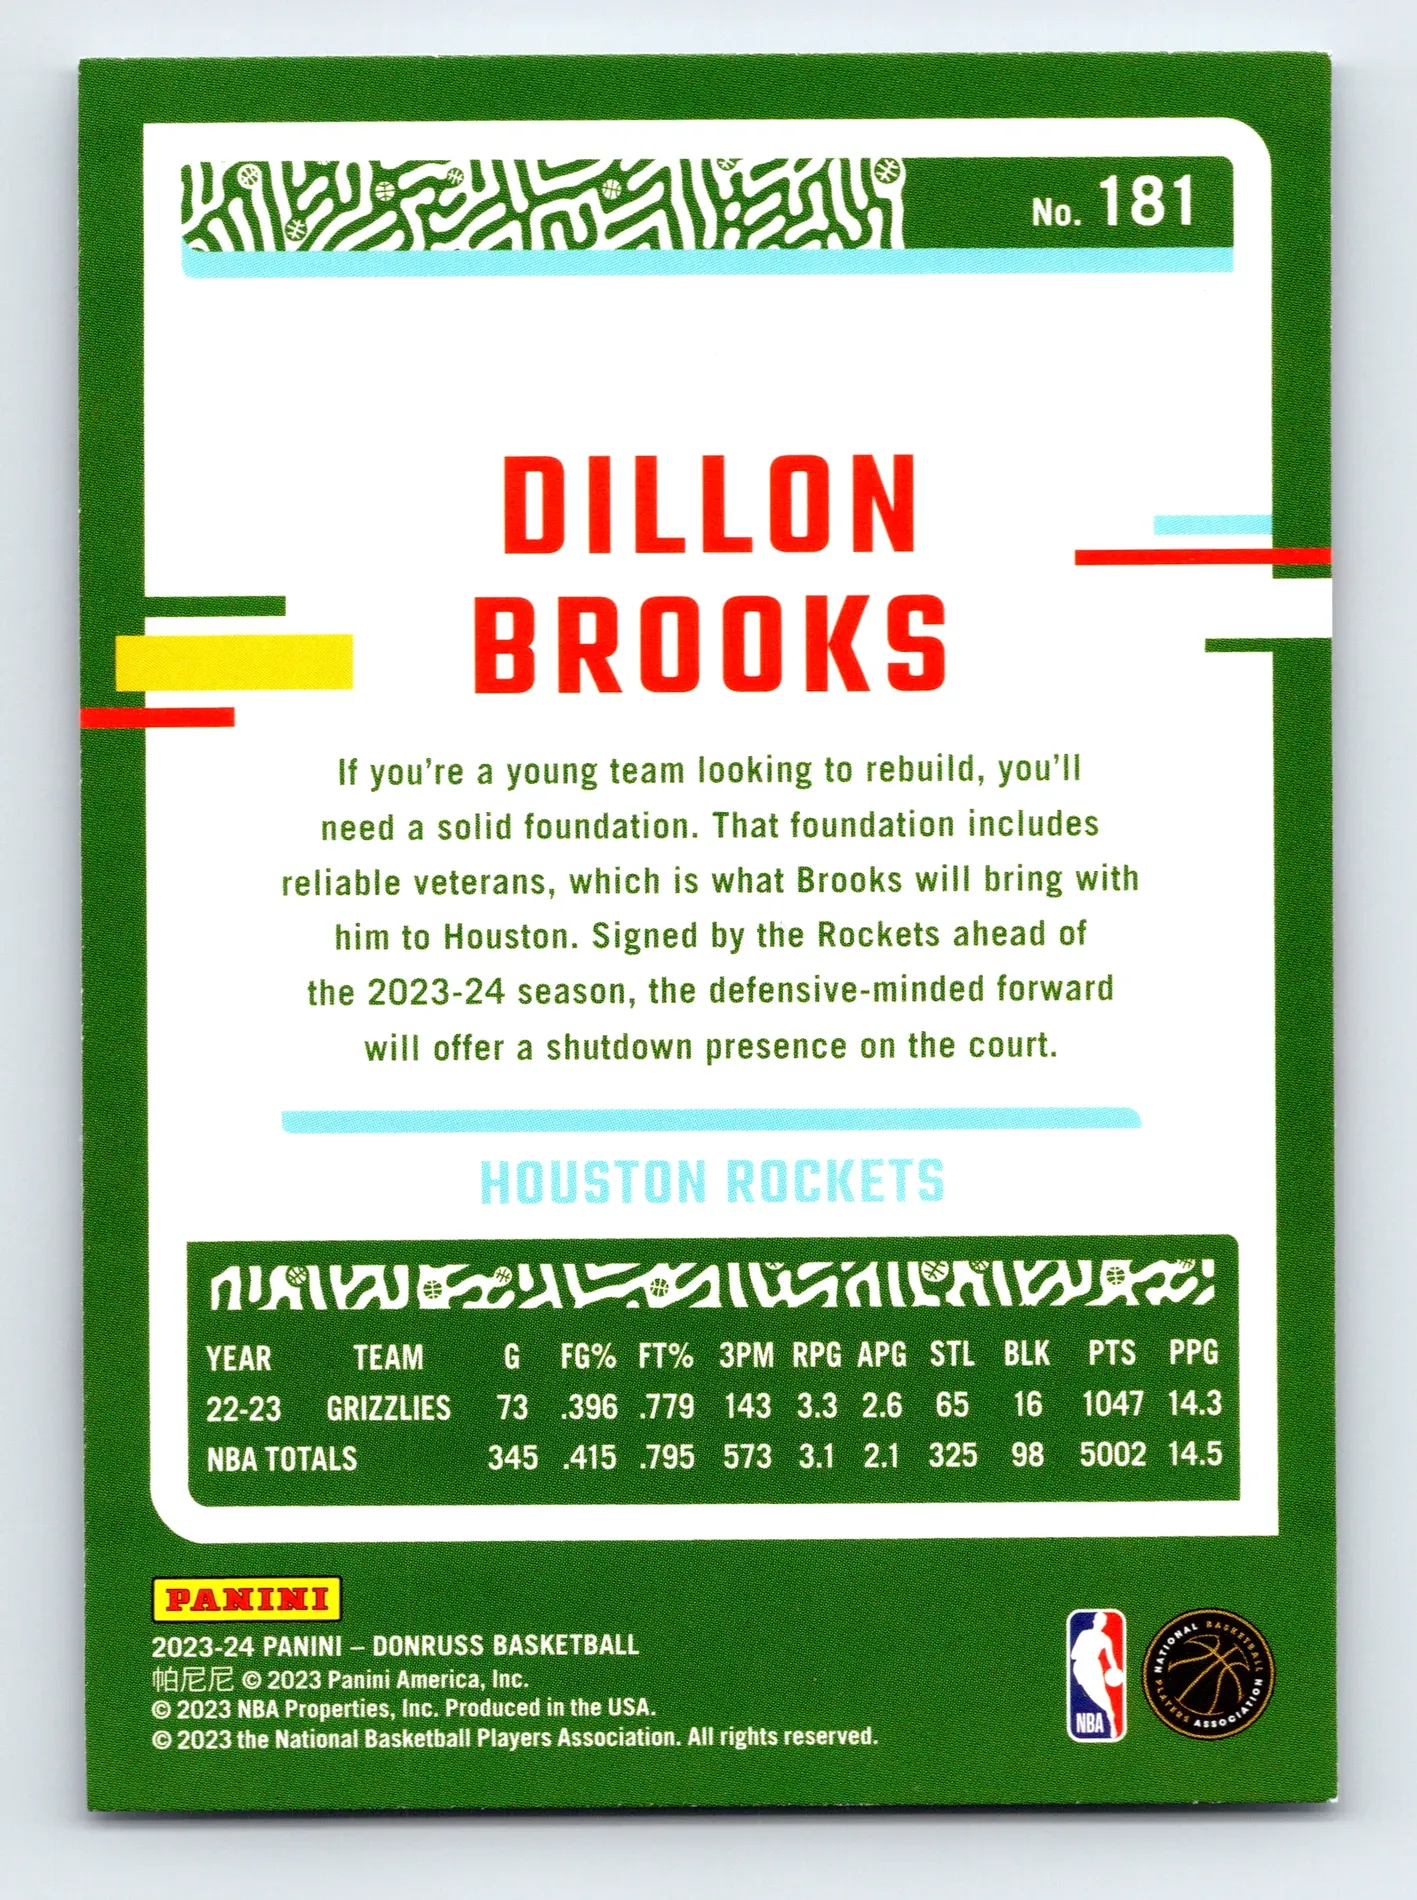 No. 181
DILLON
BROOKS
If you're a young team looking to rebuild, you'll
need a solid foundation. That foundation includes
reliable veterans, which is what Brooks will bring with
him to Houston. Signed by the Rockets ahead of
the 2023-24 season, the defensive-minded forward
will offer a shutdown presence on the court.
HOUSTON ROCKETS
YEAR TEAM G FG% FT% 3PM RPG APG STL BLK PTS PPG
22-23 GRIZZLIES 73 .396 .779 143 3.3 2.6 65 16 1047 14.3
NBA TOTALS 345 .415 .795 573 3.1 2.1 325 98 5002 14.5
PANINI
2023-24 PANINI – DONRUSS BASKETBALL
帕尼尼 © 2023 Panini America, Inc.
© 2023 NBA Properties, Inc. Produced in the USA.
© 2023 the National Basketball Players Association. All rights reserved.
NBA
NATIONAL BASKETBALL PLAYERS ASSOCIATION